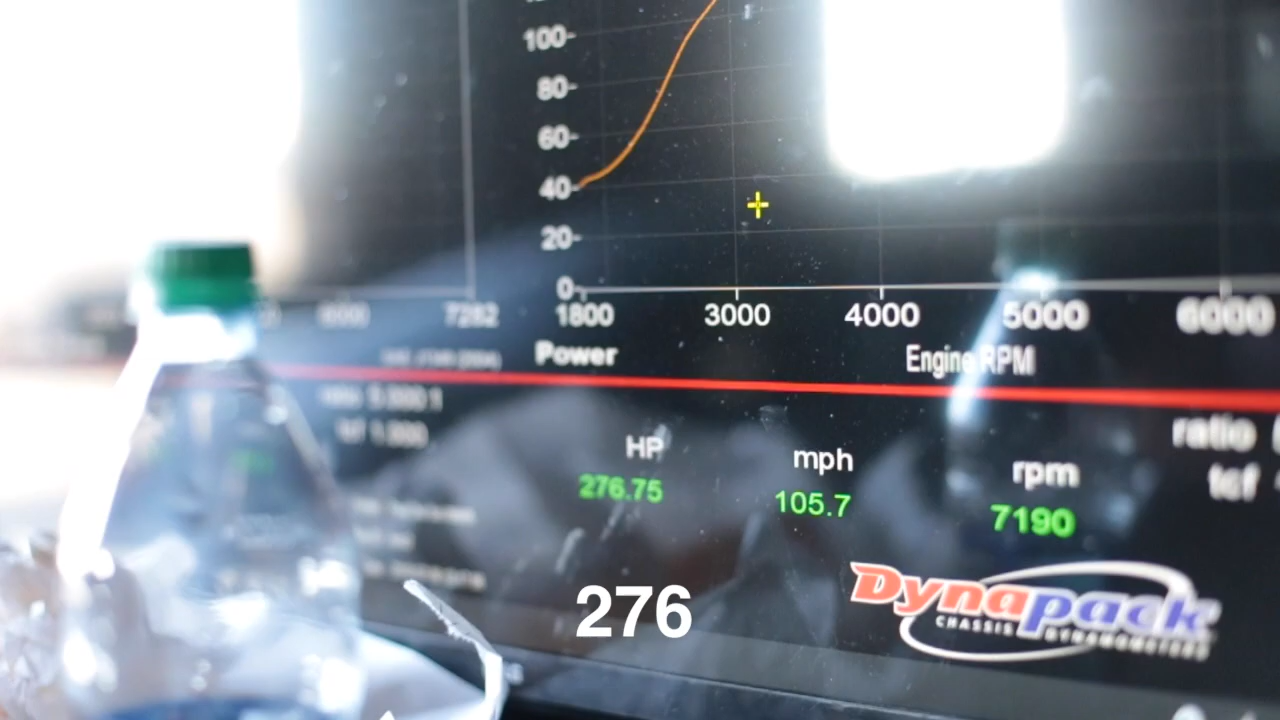 100-
80-
60-
40-
20-
0-
1800 3000 4000 5000 6000
7262
Power
Engine RPM
ratio
tcf
HP
276.75
mph
105.7
rpm
7190
276
Dynapack
CHASSIS DYNAMOMETERS